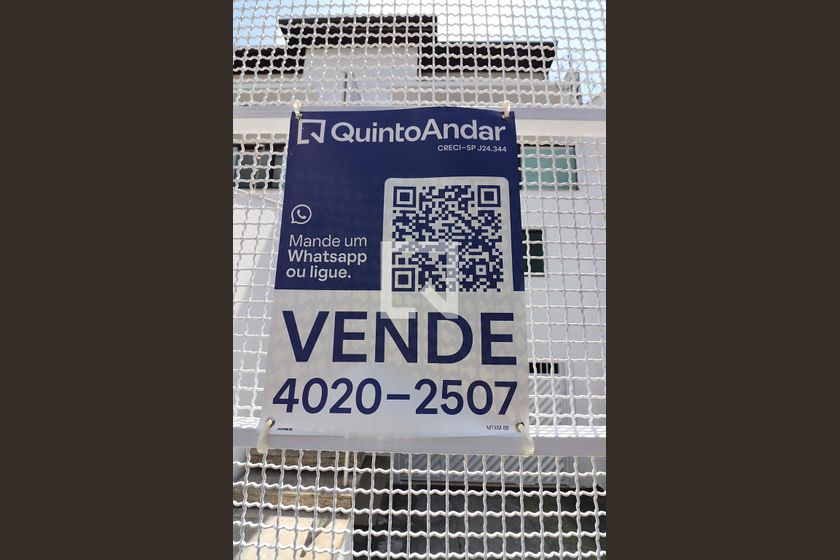 QuintoAndar
CRECI-SP J24.344
Mande um
Whatsapp
ou ligue.
VENDE
4020-2507